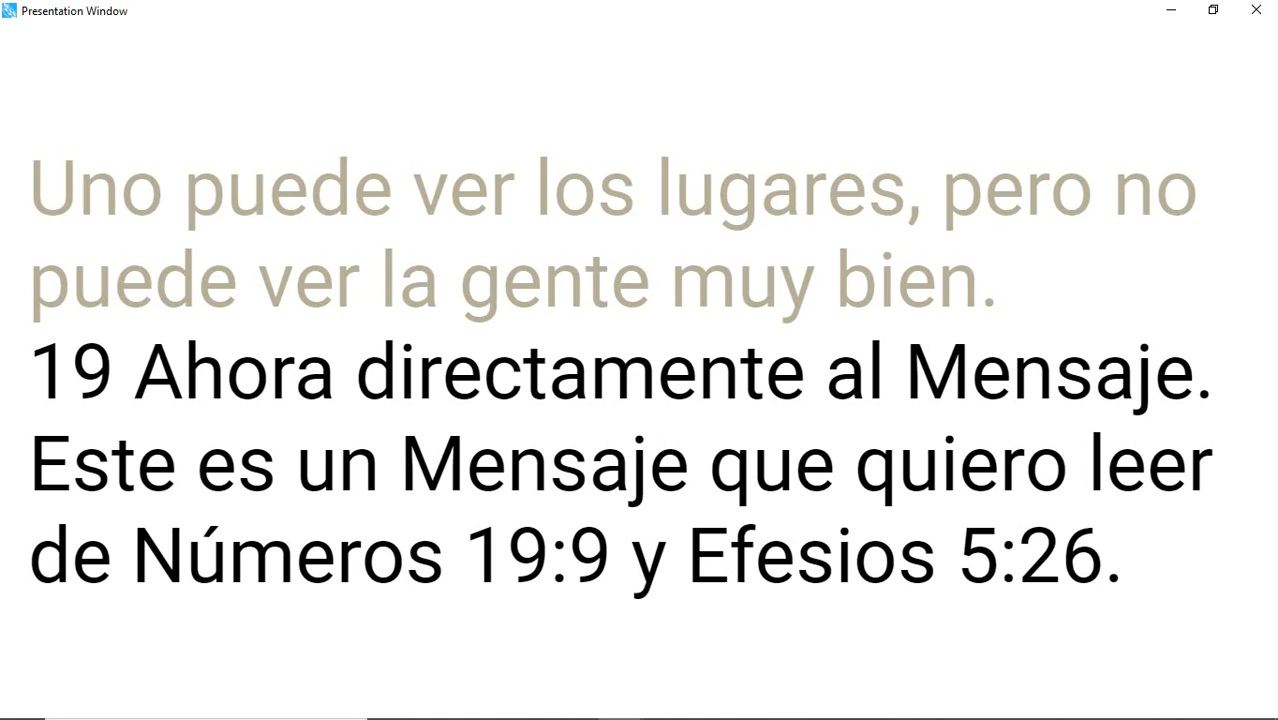 Presentation Window
Uno puede ver los lugares, pero no
puede ver la gente muy bien.
19 Ahora directamente al Mensaje.
Este es un Mensaje que quiero leer
de Números 19:9 y Efesios 5:26.